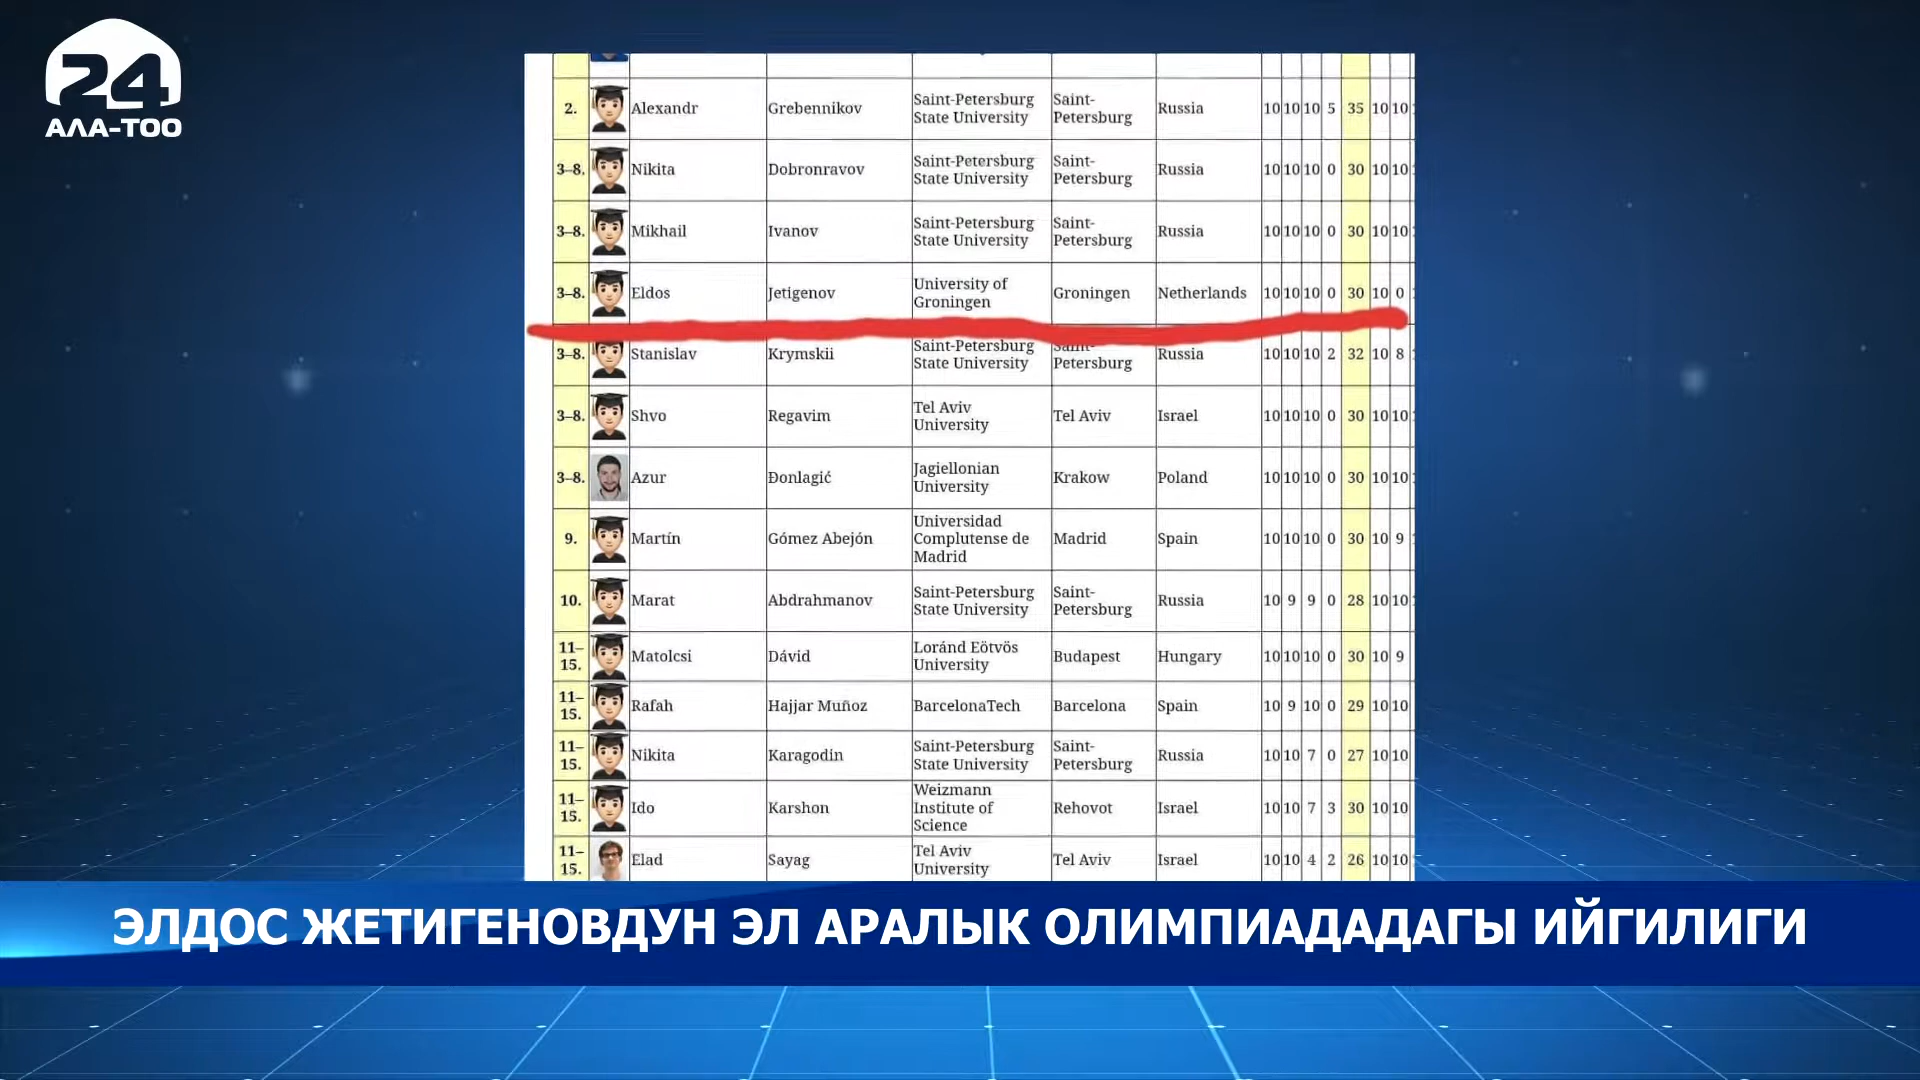 24
АЛА-ТОО
2. Alexandr Grebennikov Saint-Petersburg State University Saint-Petersburg Russia 10 10 10 5 35 10 10
3–8. Nikita Dobronravov Saint-Petersburg State University Saint-Petersburg Russia 10 10 10 0 30 10 10
3–8. Mikhail Ivanov Saint-Petersburg State University Saint-Petersburg Russia 10 10 10 0 30 10 10
3–8. Eldos Jetigenov University of Groningen Groningen Netherlands 10 10 10 0 30 10 0
3–8. Stanislav Krymskii Saint-Petersburg State University Saint-Petersburg Russia 10 10 10 2 32 10 8
3–8. Shvo Regavim Tel Aviv University Tel Aviv Israel 10 10 10 0 30 10 10
3–8. Azur Đonlagić Jagiellonian University Krakow Poland 10 10 10 0 30 10 10
9. Martín Gómez Abejón Universidad Complutense de Madrid Madrid Spain 10 10 10 0 30 10 9
10. Marat Abdrahmanov Saint-Petersburg State University Saint-Petersburg Russia 10 9 9 0 28 10 10
11–15. Matolcsi Dávid Loránd Eötvös University Budapest Hungary 10 10 10 0 30 10 9
11–15. Rafah Hajjar Muñoz BarcelonaTech Barcelona Spain 10 9 10 0 29 10 10
11–15. Nikita Karagodin Saint-Petersburg State University Saint-Petersburg Russia 10 10 7 0 27 10 10
11–15. Ido Karshon Weizmann Institute of Science Rehovot Israel 10 10 7 3 30 10 10
11–15. Elad Sayag Tel Aviv University Tel Aviv Israel 10 10 4 2 26 10 10
ЭЛДОС ЖЕТИГЕНОВДУН ЭЛ АРАЛЫК ОЛИМПИАДАДАГЫ ИЙГИЛИГИ